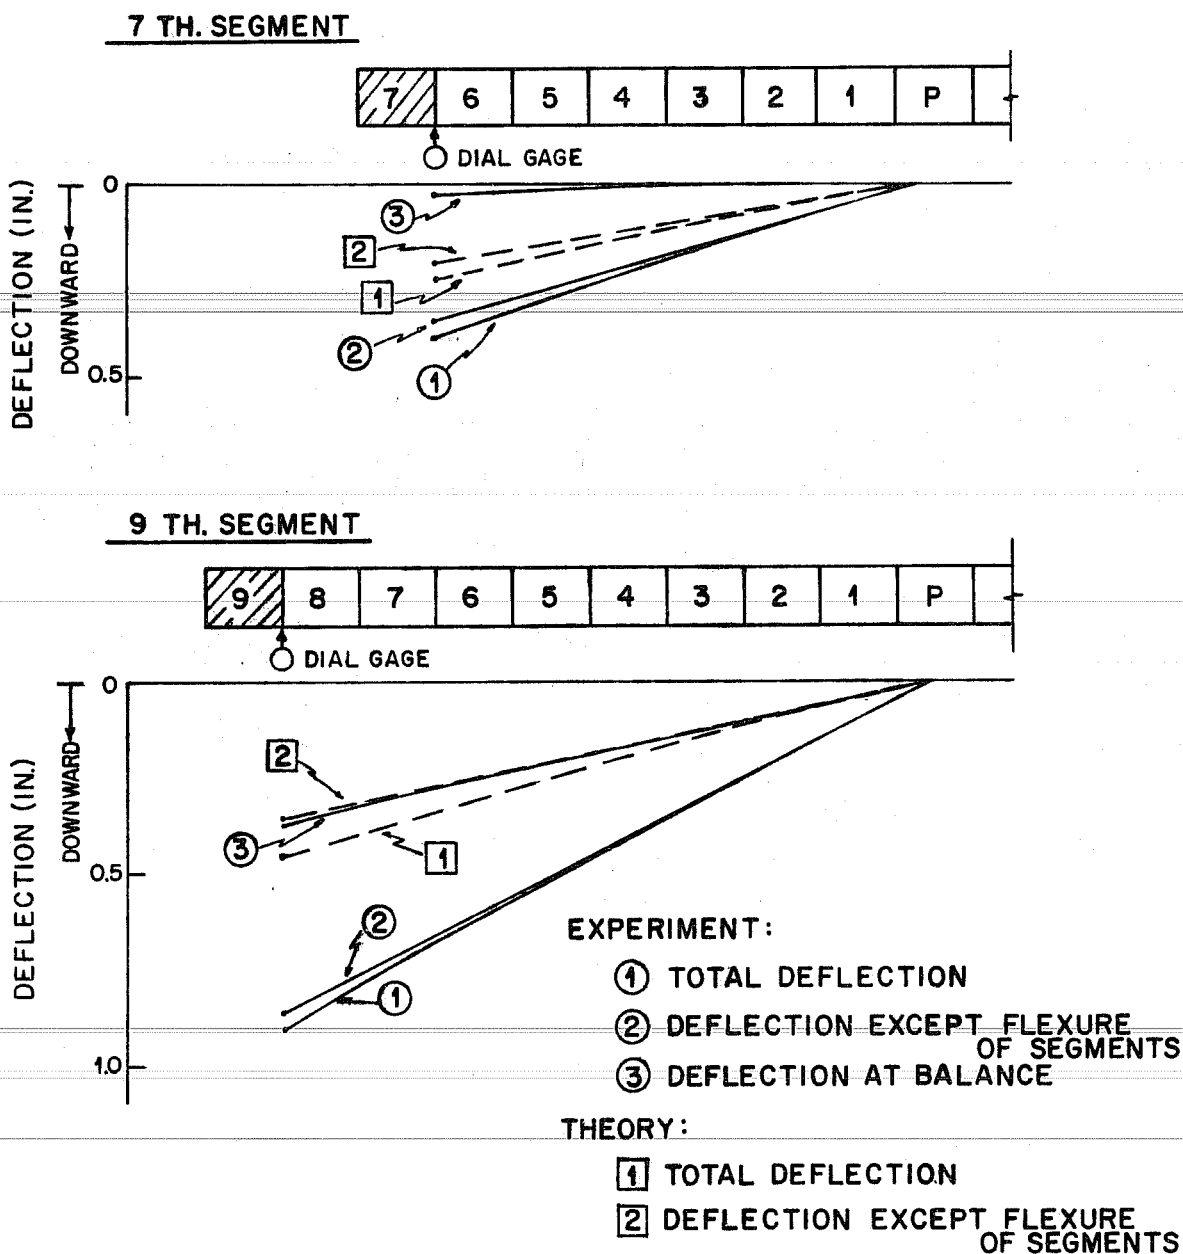 7 TH. SEGMENT
7 6 5 4 3 2 1 P
DIAL GAGE
DEFLECTION (IN.)
DOWNWARD
0
3
2
1
2
0.5
1
9 TH. SEGMENT
9 8 7 6 5 4 3 2 1 P
DIAL GAGE
DEFLECTION (IN.)
DOWNWARD
0
2
3
1
0.5
2
1
1.0
EXPERIMENT:
1 TOTAL DEFLECTION
2 DEFLECTION EXCEPT FLEXURE
OF SEGMENTS
3 DEFLECTION AT BALANCE
THEORY:
1 TOTAL DEFLECTION
2 DEFLECTION EXCEPT FLEXURE
OF SEGMENTS